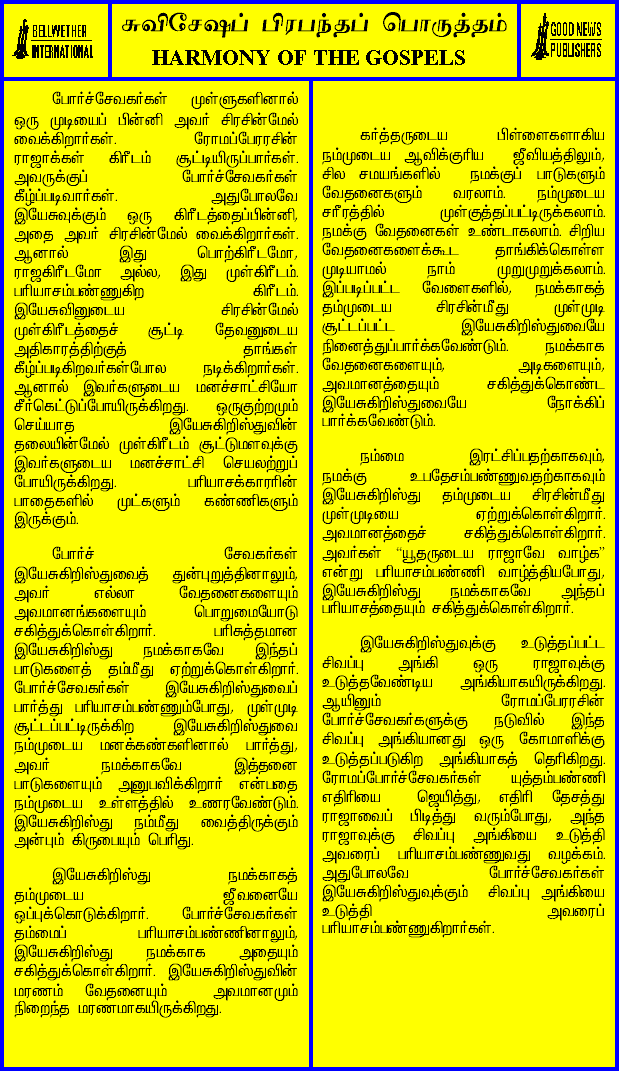 BELLWETHER
INTERNATIONAL
சுவிசேஷப் பிரபந்தப் பொருத்தம்
HARMONY OF THE GOSPELS
GOOD NEWS
PUBLISHERS
போர்ச்சேவகர்கள் முள்ளுகளினால்
ஒரு முடியைப் பின்னி அவர் சிரசின்மேல்
வைக்கிறார்கள். ரோமப்பேரரசின்
ராஜாக்கள் கிரீடம் சூட்டியிருப்பார்கள்.
அவருக்குப் போர்ச்சேவகர்கள்
கீழ்ப்படிவார்கள். அதுபோலவே
இயேசுவுக்கும் ஒரு கிரீடத்தைப்பின்னி,
அதை அவர் சிரசின்மேல் வைக்கிறார்கள்.
ஆனால் இது பொற்கிரீடமோ,
ராஜகிரீடமோ அல்ல, இது முள்கிரீடம்.
பரியாசம்பண்ணுகிற கிரீடம்.
இயேசுவினுடைய சிரசின்மேல்
முள்கிரீடத்தைச் சூட்டி தேவனுடைய
அதிகாரத்திற்குத் தாங்கள்
கீழ்ப்படிகிறவர்கள்போல நடிக்கிறார்கள்.
ஆனால் இவர்களுடைய மனச்சாட்சியோ
சீர்கெட்டுப்போயிருக்கிறது. ஒருகுற்றமும்
செய்யாத இயேசுகிறிஸ்துவின்
தலையின்மேல் முள்கிரீடம் சூட்டுமளவுக்கு
இவர்களுடைய மனச்சாட்சி செயலற்றுப்
போயிருக்கிறது. பரியாசக்காரரின்
பாதைகளில் முட்களும் கண்ணிகளும்
இருக்கும்.
போர்ச் சேவகர்கள்
இயேசுகிறிஸ்துவைத் துன்புறுத்தினாலும்,
அவர் எல்லா வேதனைகளையும்
அவமானங்களையும் பொறுமையோடு
சகித்துக்கொள்கிறார். பரிசுத்தமான
இயேசுகிறிஸ்து நமக்காகவே இந்தப்
பாடுகளைத் தம்மீது ஏற்றுக்கொள்கிறார்.
போர்ச்சேவகர்கள் இயேசுகிறிஸ்துவைப்
பார்த்து பரியாசம்பண்ணும்போது, முள்முடி
சூட்டப்பட்டிருக்கிற இயேசுகிறிஸ்துவை
நம்முடைய மனக்கண்களினால் பார்த்து,
அவர் நமக்காகவே இத்தனை
பாடுகளையும் அனுபவிக்கிறார் என்பதை
நம்முடைய உள்ளத்தில் உணரவேண்டும்.
இயேசுகிறிஸ்து நம்மீது வைத்திருக்கும்
அன்பும் கிருபையும் பெரிது.
இயேசுகிறிஸ்து நமக்காகத்
தம்முடைய ஜீவனையே
ஒப்புக்கொடுக்கிறார். போர்ச்சேவகர்கள்
தம்மைப் பரியாசம்பண்ணினாலும்,
இயேசுகிறிஸ்து நமக்காக அதையும்
சகித்துக்கொள்கிறார். இயேசுகிறிஸ்துவின்
மரணம் வேதனையும் அவமானமும்
நிறைந்த மரணமாகயிருக்கிறது.
கர்த்தருடைய பிள்ளைகளாகிய
நம்முடைய ஆவிக்குரிய ஜீவியத்திலும்,
சில சமயங்களில் நமக்குப் பாடுகளும்
வேதனைகளும் வரலாம். நம்முடைய
சரீரத்தில் முள்குத்தப்பட்டிருக்கலாம்.
நமக்கு வேதனைகள் உண்டாகலாம். சிறிய
வேதனைகளைக்கூட தாங்கிக்கொள்ள
முடியாமல் நாம் முறுமுறுக்கலாம்.
இப்படிப்பட்ட வேளைகளில், நமக்காகத்
தம்முடைய சிரசின்மீது முள்முடி
சூட்டப்பட்ட இயேசுகிறிஸ்துவையே
நினைத்துப்பார்க்கவேண்டும். நமக்காக
வேதனைகளையும், அடிகளையும்,
அவமானத்தையும் சகித்துக்கொண்ட
இயேசுகிறிஸ்துவையே நோக்கிப்
பார்க்கவேண்டும்.
நம்மை இரட்சிப்பதற்காகவும்,
நமக்கு உபதேசம்பண்ணுவதற்காகவும்
இயேசுகிறிஸ்து தம்முடைய சிரசின்மீது
முள்முடியை ஏற்றுக்கொள்கிறார்.
அவமானத்தைச் சகித்துக்கொள்கிறார்.
அவர்கள் “யூதருடைய ராஜாவே வாழ்க”
என்று பரியாசம்பண்ணி வாழ்த்தியபோது,
இயேசுகிறிஸ்து நமக்காகவே அந்தப்
பரியாசத்தையும் சகித்துக்கொள்கிறார்.
இயேசுகிறிஸ்துவுக்கு உடுத்தப்பட்ட
சிவப்பு அங்கி ஒரு ராஜாவுக்கு
உடுத்தவேண்டிய அங்கியாகயிருக்கிறது.
ஆயினும் ரோமப்பேரரசின்
போர்ச்சேவகர்களுக்கு நடுவில் இந்த
சிவப்பு அங்கியானது ஒரு கோமாளிக்கு
உடுத்தப்படுகிற அங்கியாகத் தெரிகிறது.
ரோமப்போர்ச்சேவகர்கள் யுத்தம்பண்ணி
எதிரியை ஜெயித்து, எதிரி தேசத்து
ராஜாவைப் பிடித்து வரும்போது, அந்த
ராஜாவுக்கு சிவப்பு அங்கியை உடுத்தி
அவரைப் பரியாசம்பண்ணுவது வழக்கம்.
அதுபோலவே போர்ச்சேவகர்கள்
இயேசுகிறிஸ்துவுக்கும் சிவப்பு அங்கியை
உடுத்தி அவரைப்
பரியாசம்பண்ணுகிறார்கள்.